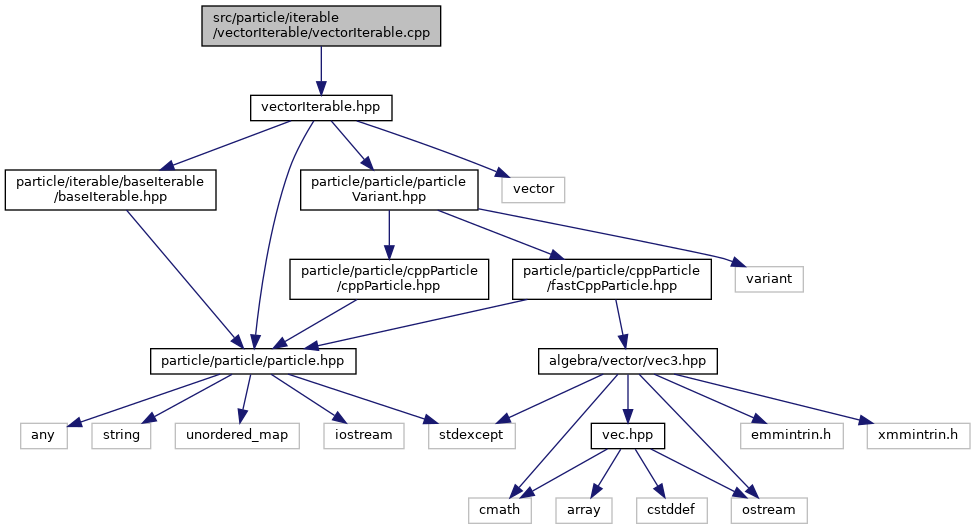 src/particle/iterable
/vectorIterable/vectorIterable.cpp
vectorIterable.hpp
particle/iterable/baseIterable
/baseIterable.hpp
particle/particle/particle
Variant.hpp
vector
particle/particle/cppParticle
/cppParticle.hpp
particle/particle/cppParticle
/fastCppParticle.hpp
variant
particle/particle/particle.hpp
algebra/vector/vec3.hpp
any
string
unordered_map
iostream
stdexcept
vec.hpp
emmintrin.h
xmmintrin.h
cmath
array
cstddef
ostream